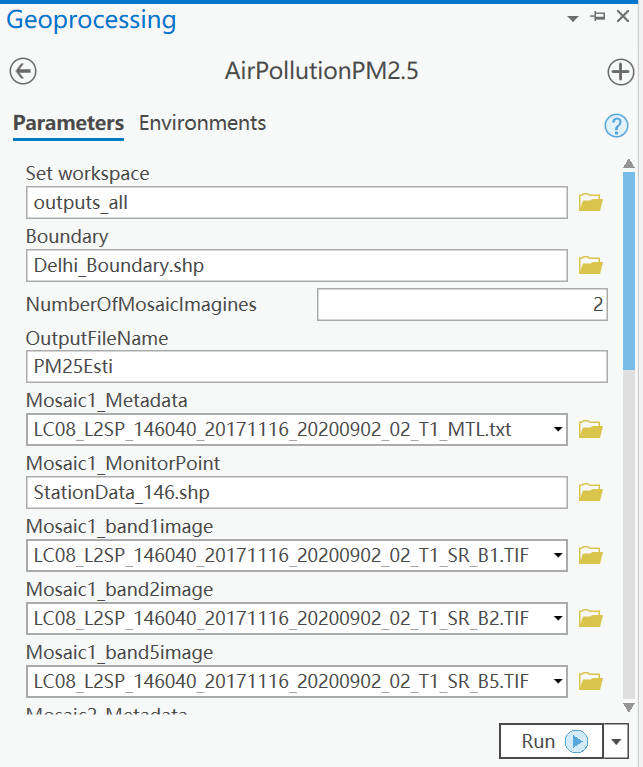 Geoprocessing
AirPollutionPM2.5
Parameters Environments
Set workspace
outputs_all
Boundary
Delhi_Boundary.shp
NumberOfMosaicImagines 2
OutputFileName
PM25Esti
Mosaic1_Metadata
LC08_L2SP_146040_20171116_20200902_02_T1_MTL.txt
Mosaic1_MonitorPoint
StationData_146.shp
Mosaic1_band1image
LC08_L2SP_146040_20171116_20200902_02_T1_SR_B1.TIF
Mosaic1_band2image
LC08_L2SP_146040_20171116_20200902_02_T1_SR_B2.TIF
Mosaic1_band5image
LC08_L2SP_146040_20171116_20200902_02_T1_SR_B5.TIF
Mosaic2_Metadata
Run